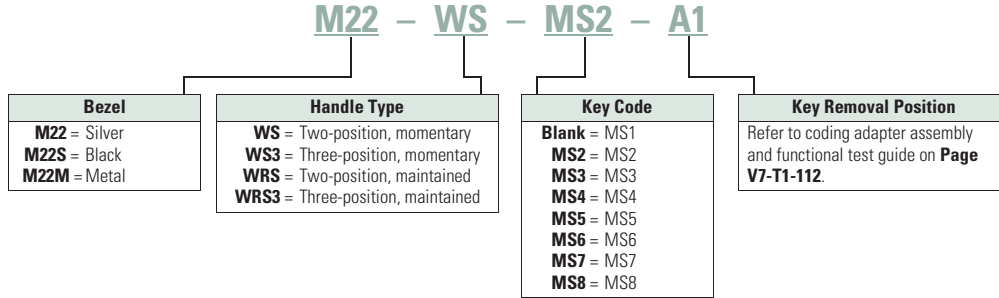 M22 – WS – MS2 – A1
Bezel
M22 = Silver
M22S = Black
M22M = Metal
Handle Type
WS = Two-position, momentary
WS3 = Three-position, momentary
WRS = Two-position, maintained
WRS3 = Three-position, maintained
Key Code
Blank = MS1
MS2 = MS2
MS3 = MS3
MS4 = MS4
MS5 = MS5
MS6 = MS6
MS7 = MS7
MS8 = MS8
Key Removal Position
Refer to coding adapter assembly
and functional test guide on Page
V7-T1-112.